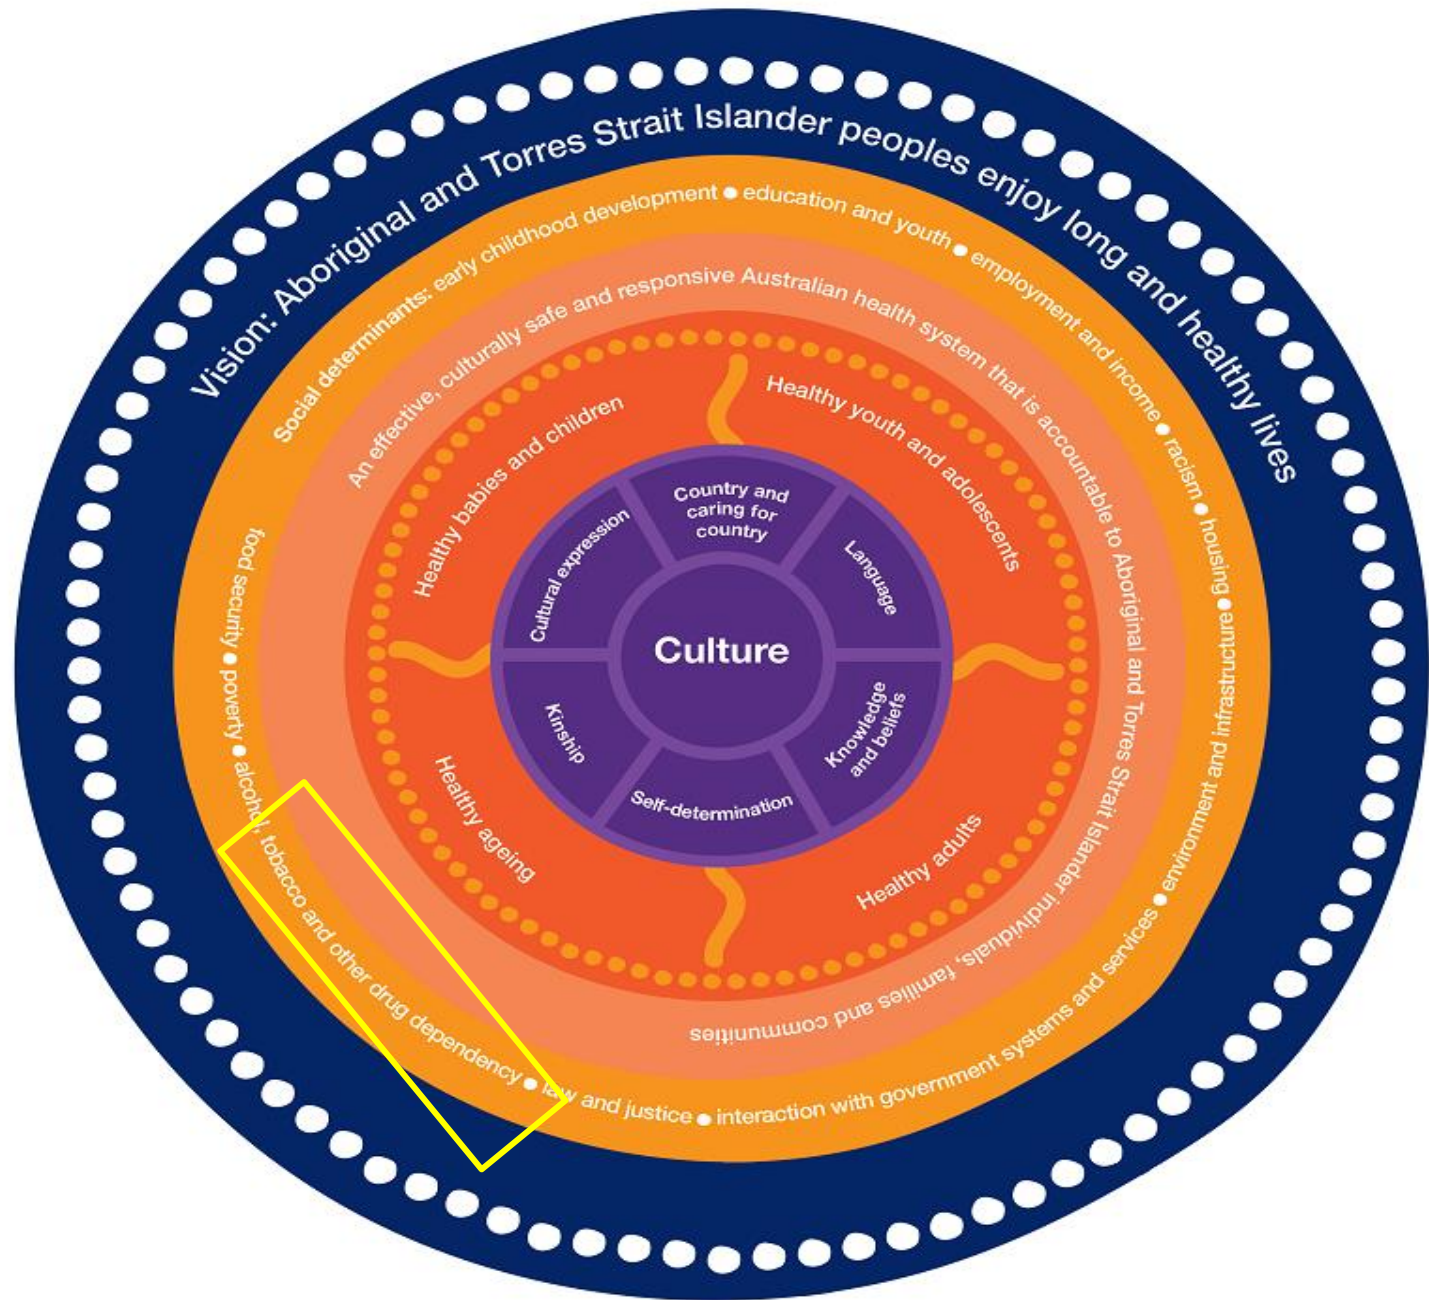 Vision: Aboriginal and Torres Strait Islander peoples enjoy long and healthy lives
Social determinants: early childhood development • education and youth • employment and income • racism • housing • environment and infrastructure • interaction with government systems and services • law and justice • alcohol, tobacco and other drug dependency • poverty • food security
An effective, culturally safe and responsive Australian health system that is accountable to Aboriginal and Torres Strait Islander individuals, families and communities
Healthy babies and children
Healthy youth and adolescents
Healthy adults
Healthy ageing
Country and
caring for
country
Language
Knowledge
and beliefs
Self-determination
Kinship
Cultural expression
Culture